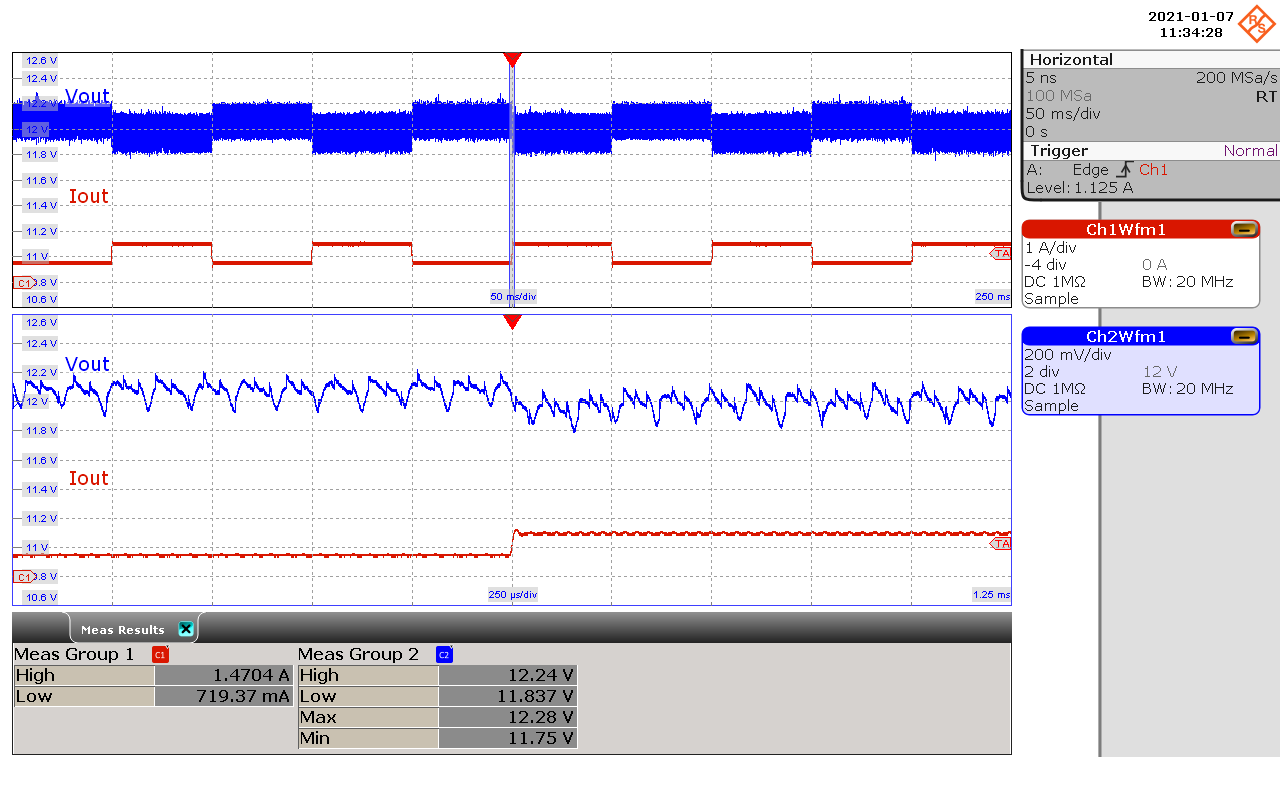 2021-01-07
11:34:28
R&S
12.6 V
12.4 V
12.2 V
Vout
12 V
11.8 V
11.6 V
Iout
11.4 V
11.2 V
11 V
TA
C1
10.6 V
50 ms/div
250 ms
12.6 V
12.4 V
12.2 V
Vout
12 V
11.8 V
11.6 V
Iout
11.4 V
11.2 V
11 V
TA
C1
10.6 V
250 µs/div
1.25 ms
Horizontal
5 ns 200 MSa/s
100 MSa RT
50 ms/div
0 s
Trigger Normal
A: Edge Ch1
Level: 1.125 A
Ch1Wfm1
1 A/div
-4 div 0 A
DC 1MΩ BW: 20 MHz
Sample
Ch2Wfm1
200 mV/div
2 div 12 V
DC 1MΩ BW: 20 MHz
Sample
Meas Results
Meas Group 1 C1
High 1.4704 A
Low 719.37 mA
Meas Group 2 C2
High 12.24 V
Low 11.837 V
Max 12.28 V
Min 11.75 V